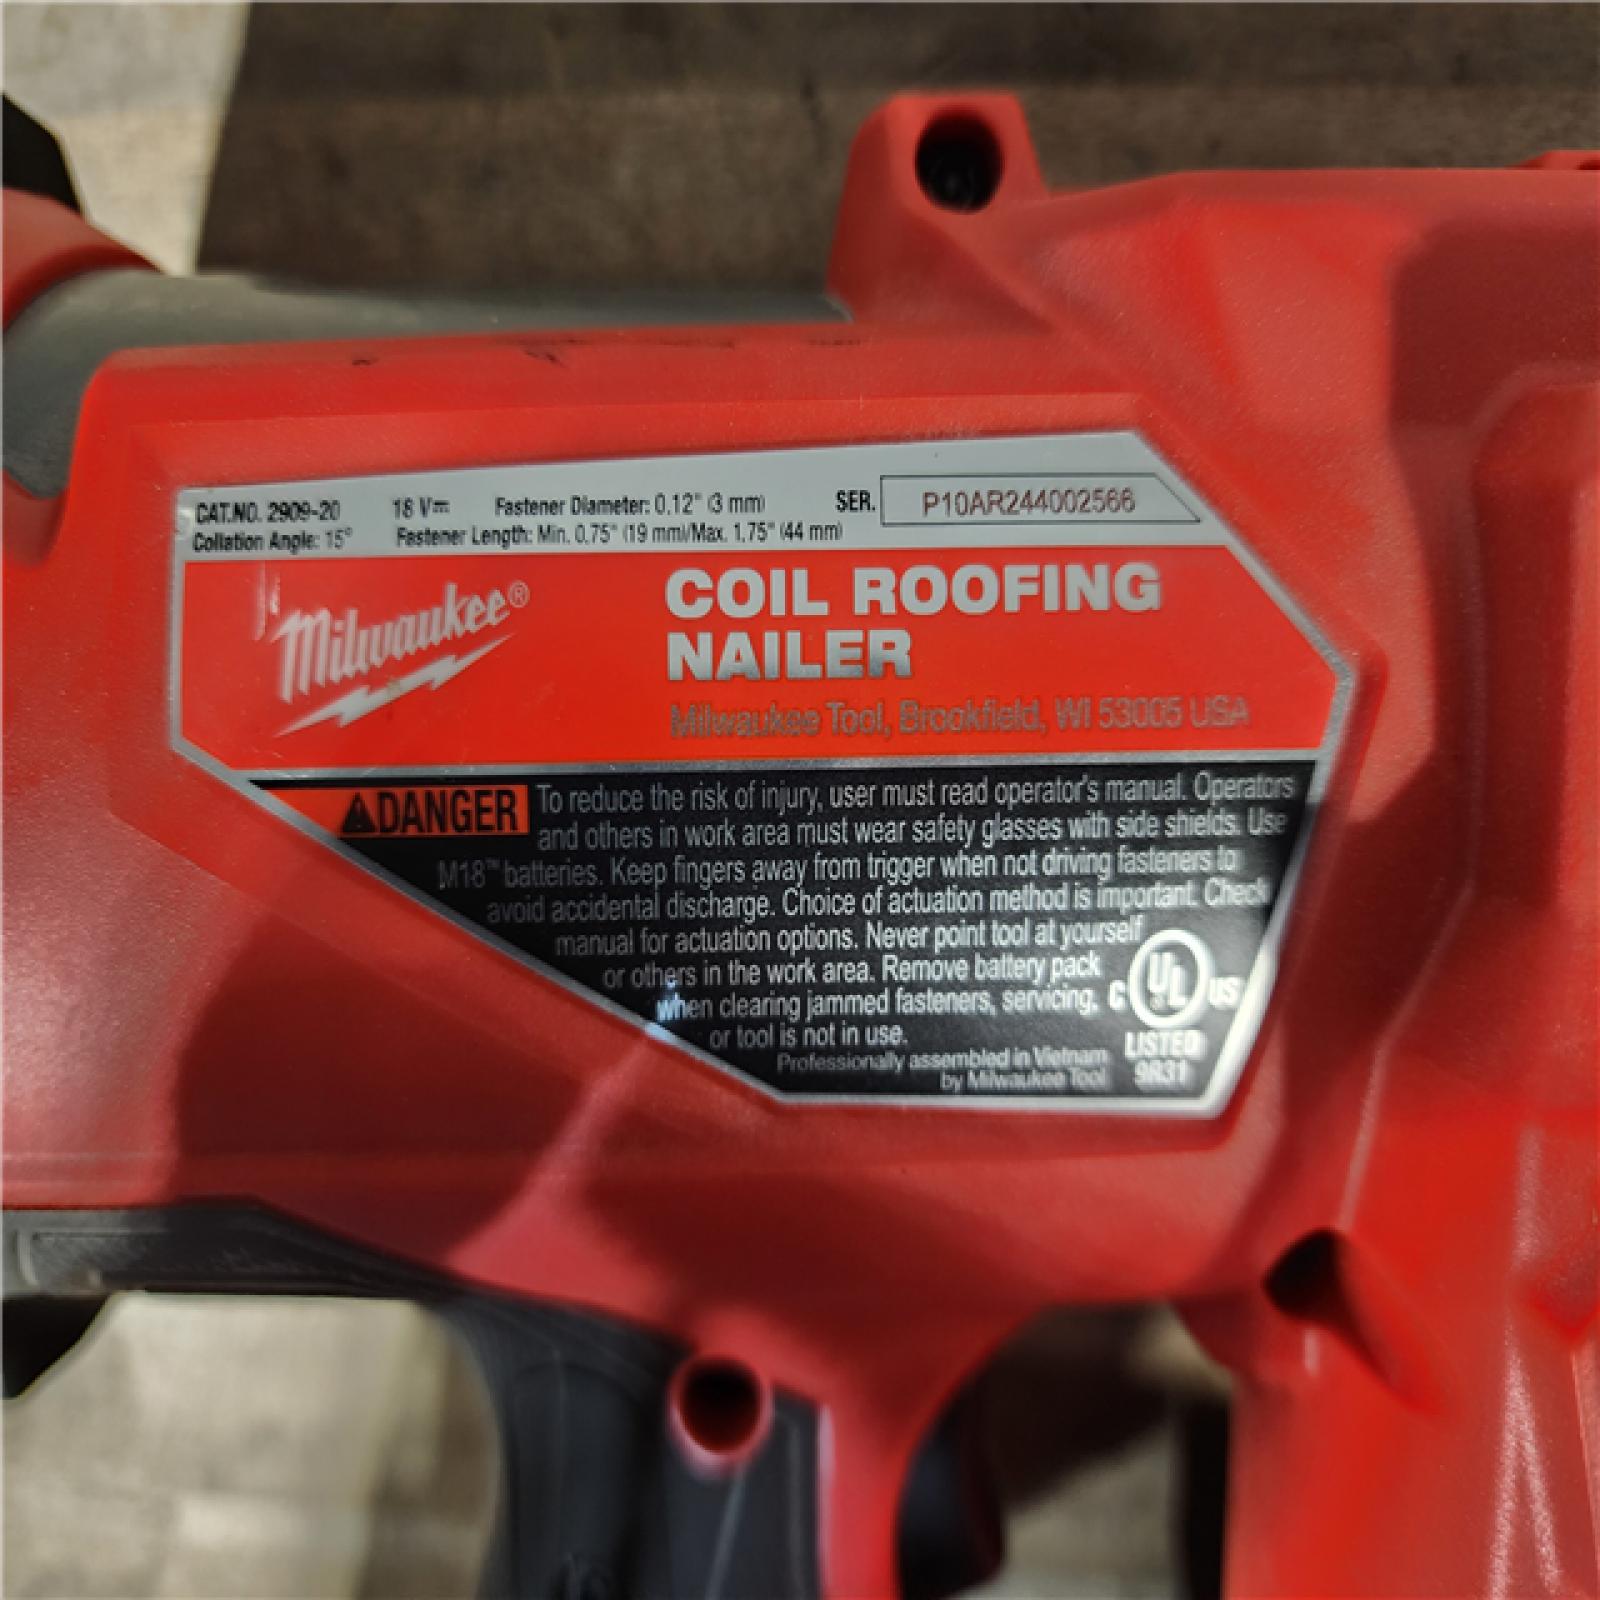 CAT.NO. 2909-20 18 V⎓ Fastener Diameter: 0.12" (3 mm) SER. P10AR244002566
Collation Angle: 15° Fastener Length: Min. 0.75" (19 mm)/Max. 1.75" (44 mm)
Milwaukee®
COIL ROOFING
NAILER
Milwaukee Tool, Brookfield, WI 53005 USA
DANGER To reduce the risk of injury, user must read operator's manual. Operators
and others in work area must wear safety glasses with side shields. Use
M18™ batteries. Keep fingers away from trigger when not driving fasteners to
avoid accidental discharge. Choice of actuation method is important. Check
manual for actuation options. Never point tool at yourself
or others in the work area. Remove battery pack
when clearing jammed fasteners, servicing,
or tool is not in use.
Professionally assembled in Vietnam
by Milwaukee Tool
C UL US
LISTED
9R31